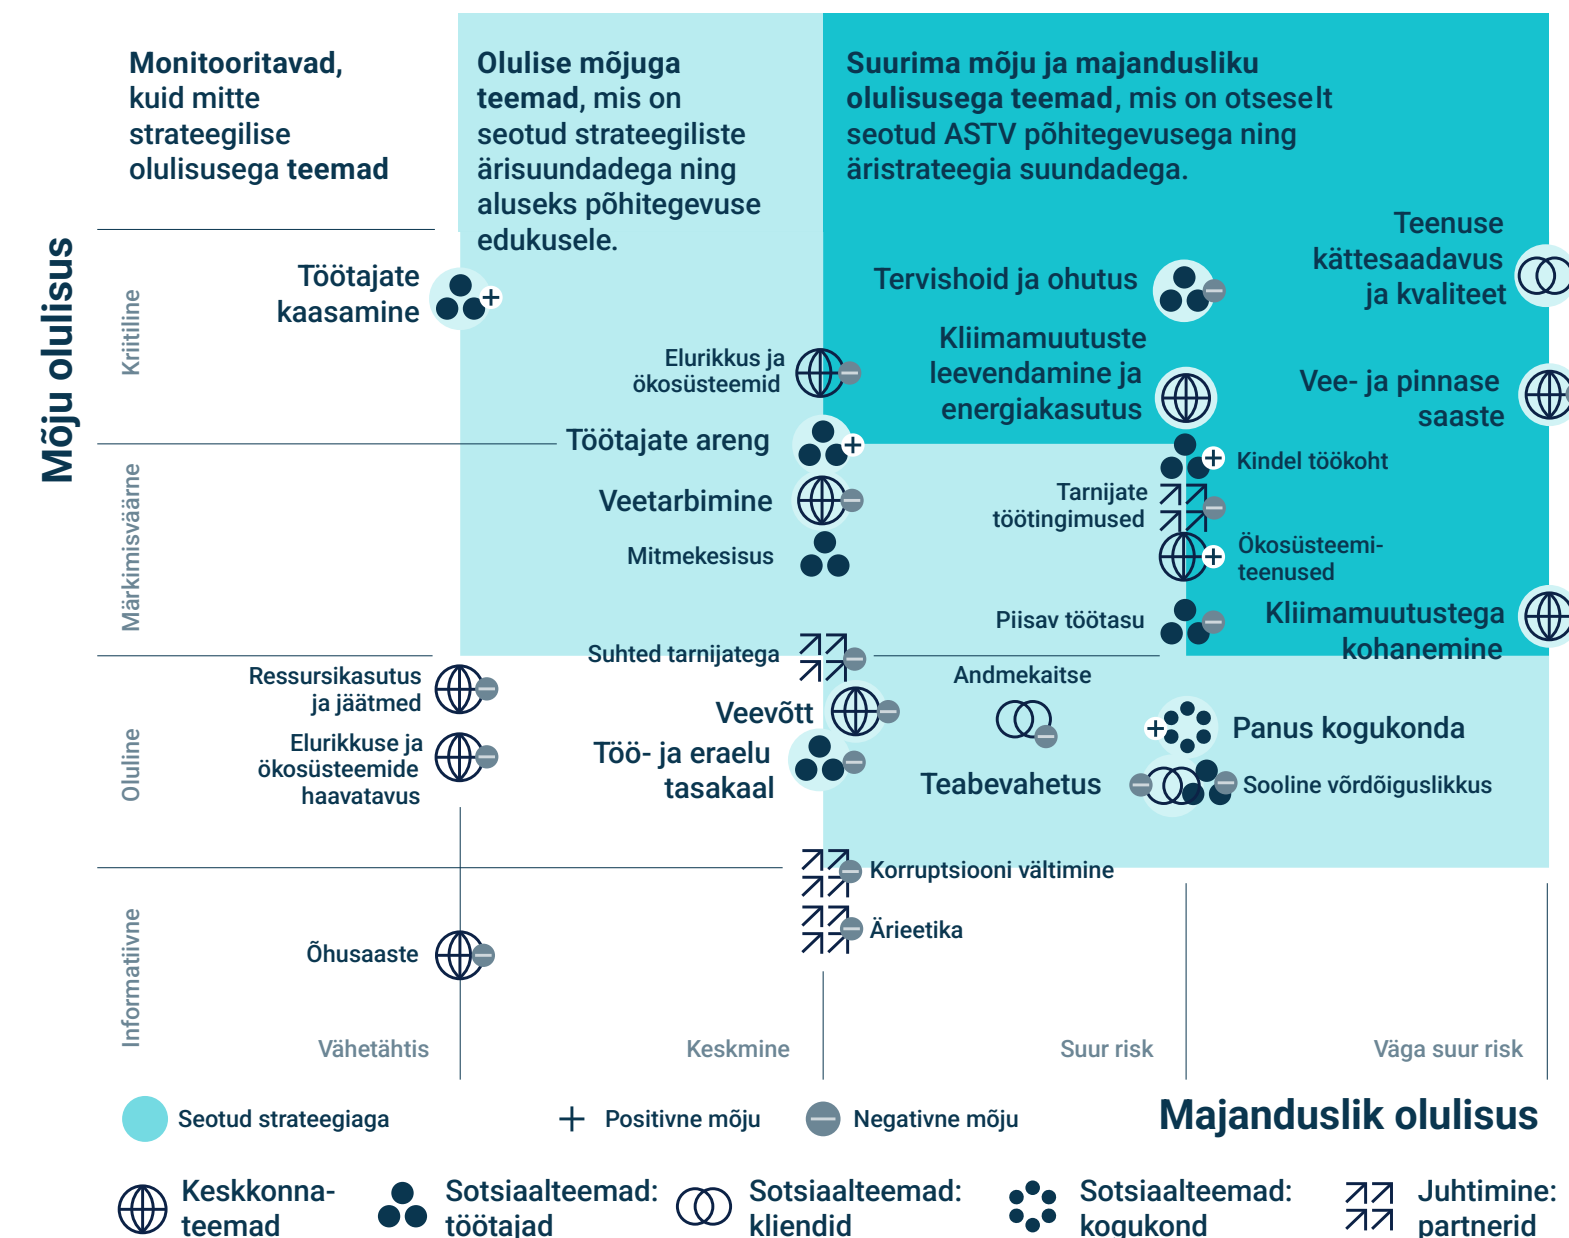 Monitooritavad,
kuid mitte
strateegilise
olulisusega teemad
Olulise mõjuga
teemad, mis on
seotud strateegiliste
ärisuundadega ning
aluseks põhitegevuse
edukusele.
Suurima mõju ja majandusliku
olulisusega teemad, mis on otseselt
seotud ASTV põhitegevusega ning
äristrateegia suundadega.
Mõju olulisus
Kriitiline
Töötajate
kaasamine
Tervishoid ja ohutus
Teenuse
kättesaadavus
ja kvaliteet
Elurikkus ja
ökosüsteemid
Kliimamuutuste
leevendamine ja
energiakasutus
Vee- ja pinnase
saaste
Märkimisväärne
Töötajate areng
Veetarbimine
Mitmekesisus
Kindel töökoht
Tarnijate
töötingimused
Ökosüsteemi-
teenused
Piisav töötasu
Kliimamuutustega
kohanemine
Oluline
Suhted tarnijatega
Ressursikasutus
ja jäätmed
Andmekaitse
Veevõtt
Panus kogukonda
Elurikkuse ja
ökosüsteemide
haavatavus
Töö- ja eraelu
tasakaal
Teabevahetus
Sooline võrdõiguslikkus
Informatiivne
Korruptsiooni vältimine
Ärieetika
Õhusaaste
Vähetähtis
Keskmine
Suur risk
Väga suur risk
Majanduslik olulisus
Seotud strateegiaga
Positivne mõju
Negativne mõju
Keskkonna-
teemad
Sotsiaalteemad:
töötajad
Sotsiaalteemad:
kliendid
Sotsiaalteemad:
kogukond
Juhtimine:
partnerid